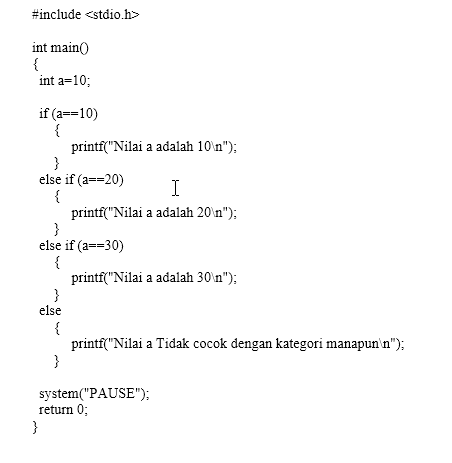 #include <stdio.h>
int main()
{
int a=10;
if (a==10)
{
printf("Nilai a adalah 10\n");
}
else if (a==20)
{
printf("Nilai a adalah 20\n");
}
else if (a==30)
{
printf("Nilai a adalah 30\n");
}
else
{
printf("Nilai a Tidak cocok dengan kategori manapun\n");
}
system("PAUSE");
return 0;
}